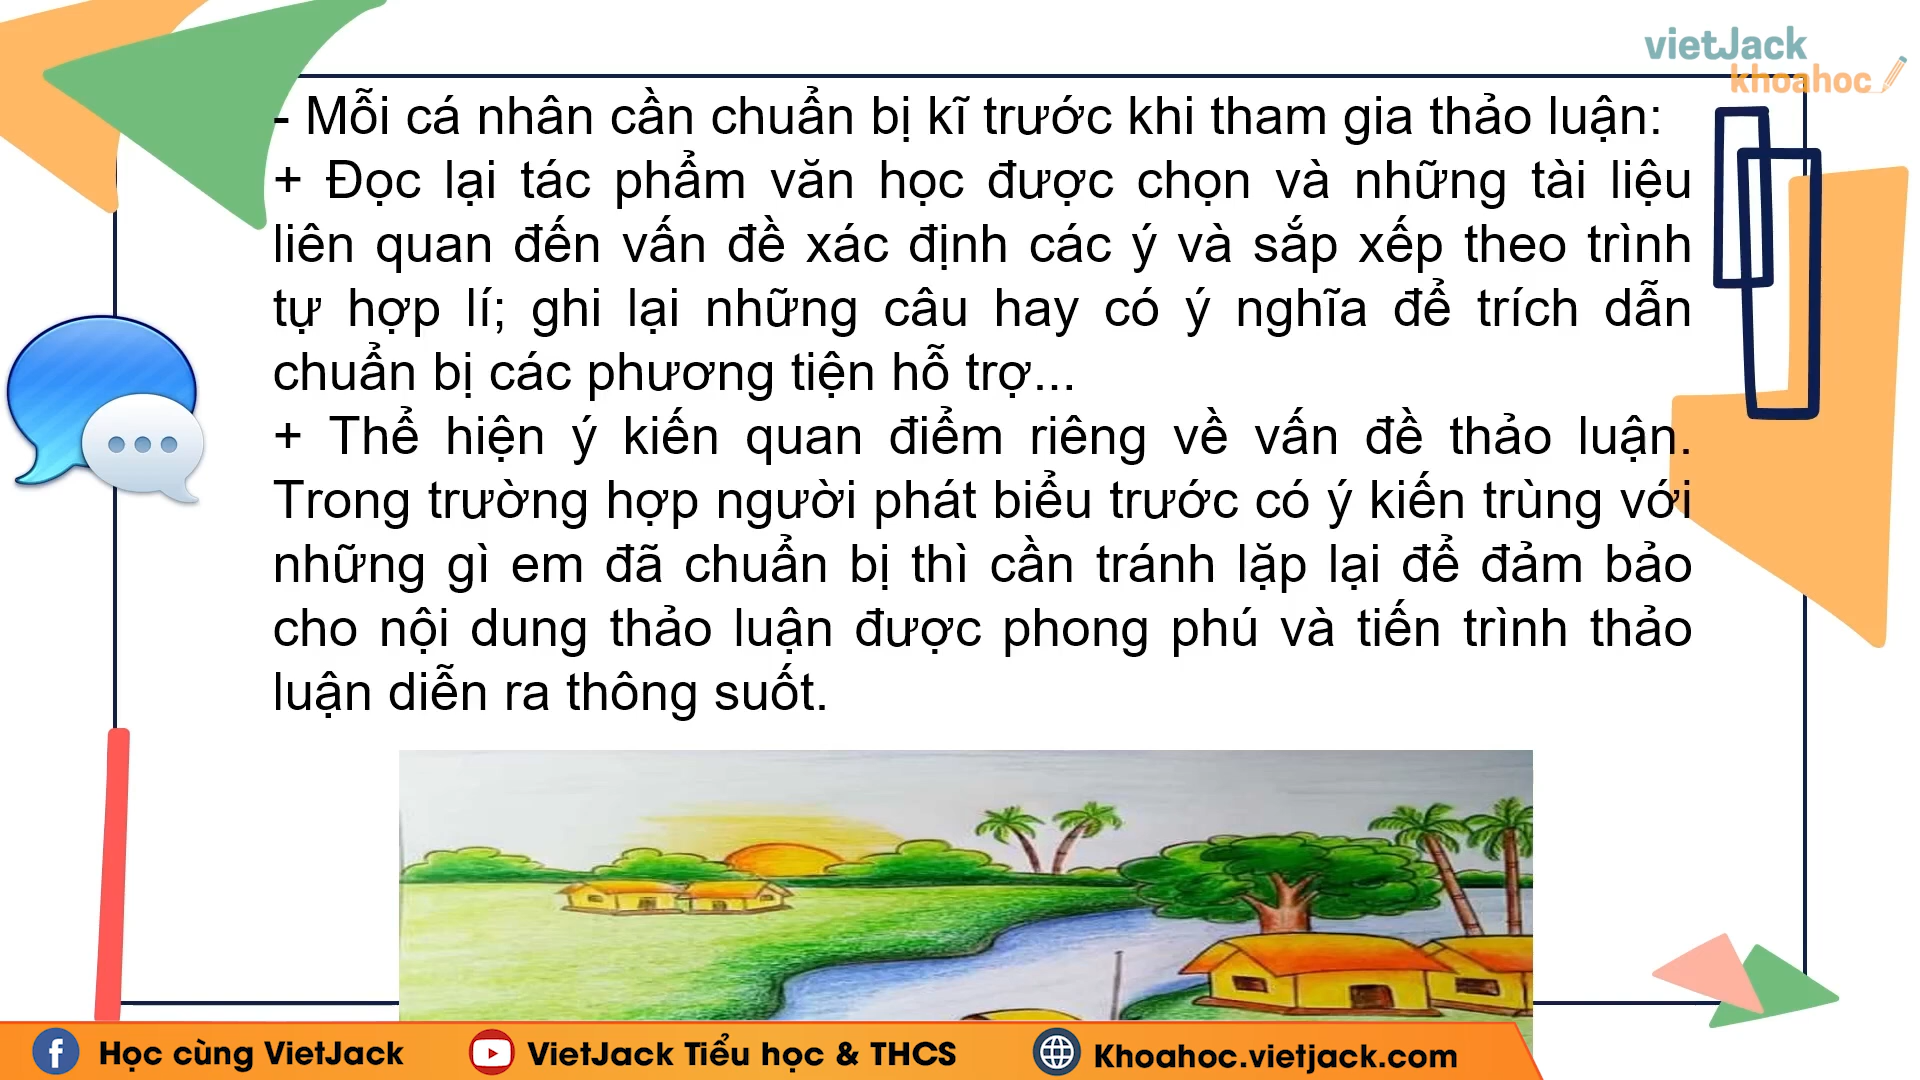 vietJack
khoahoc
- Mỗi cá nhân cần chuẩn bị kĩ trước khi tham gia thảo luận:
+ Đọc lại tác phẩm văn học được chọn và những tài liệu
liên quan đến vấn đề xác định các ý và sắp xếp theo trình
tự hợp lí; ghi lại những câu hay có ý nghĩa để trích dẫn
chuẩn bị các phương tiện hỗ trợ...
+ Thể hiện ý kiến quan điểm riêng về vấn đề thảo luận.
Trong trường hợp người phát biểu trước có ý kiến trùng với
những gì em đã chuẩn bị thì cần tránh lặp lại để đảm bảo
cho nội dung thảo luận được phong phú và tiến trình thảo
luận diễn ra thông suốt.
Học cùng VietJack
VietJack Tiểu học & THCS
Khoahoc.vietjack.com